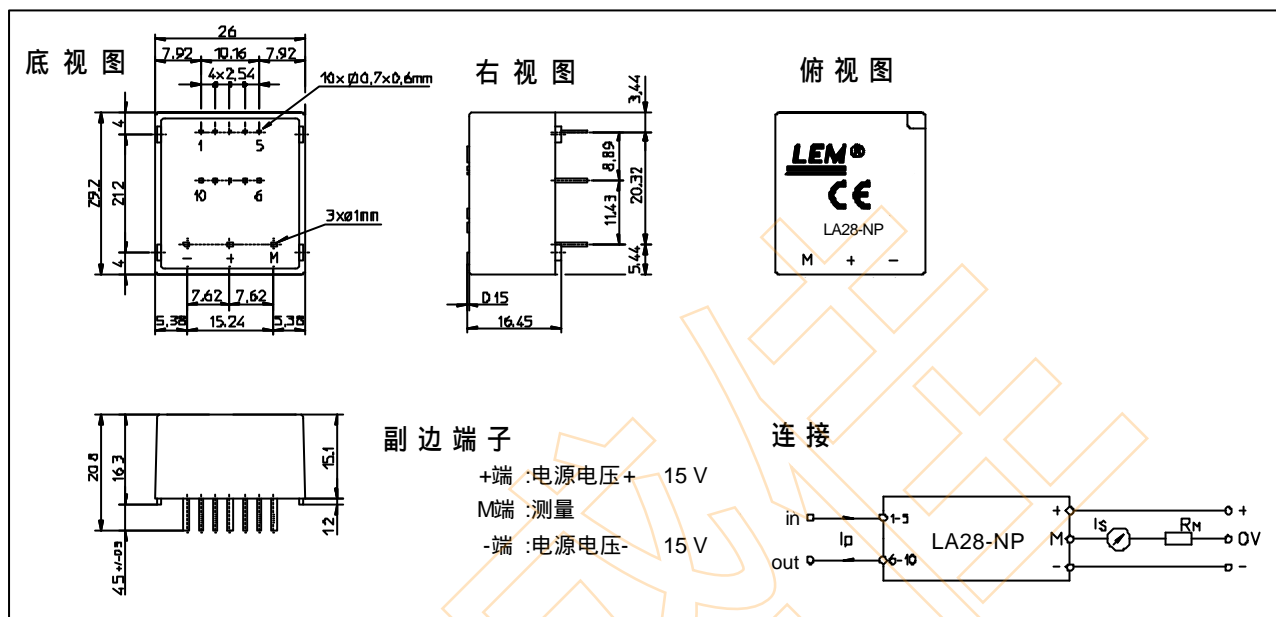 底视图
26
7.92 10.16 7.92
4x2,54
10x Ø0,7x0,6mm
4
29.2
21.2
4
1 5
10 6
3xø1mm
- + M
7.62 7,62
5,38 15.24 5,38
右视图
3,44
8,89
20.32
11.43
5.44
0 15
16.45
俯视图
LEM®
CE
LA28-NP
M + -
20.8
16.3
15.1
12
4.5 +/-0.5
副边端子
+端 :电源电压+ 15 V
M端 :测量
-端 :电源电压- 15 V
连接
in
Ip
out
1-5
6-10
LA28-NP
+
M
-
Is
RM
+
0V
-